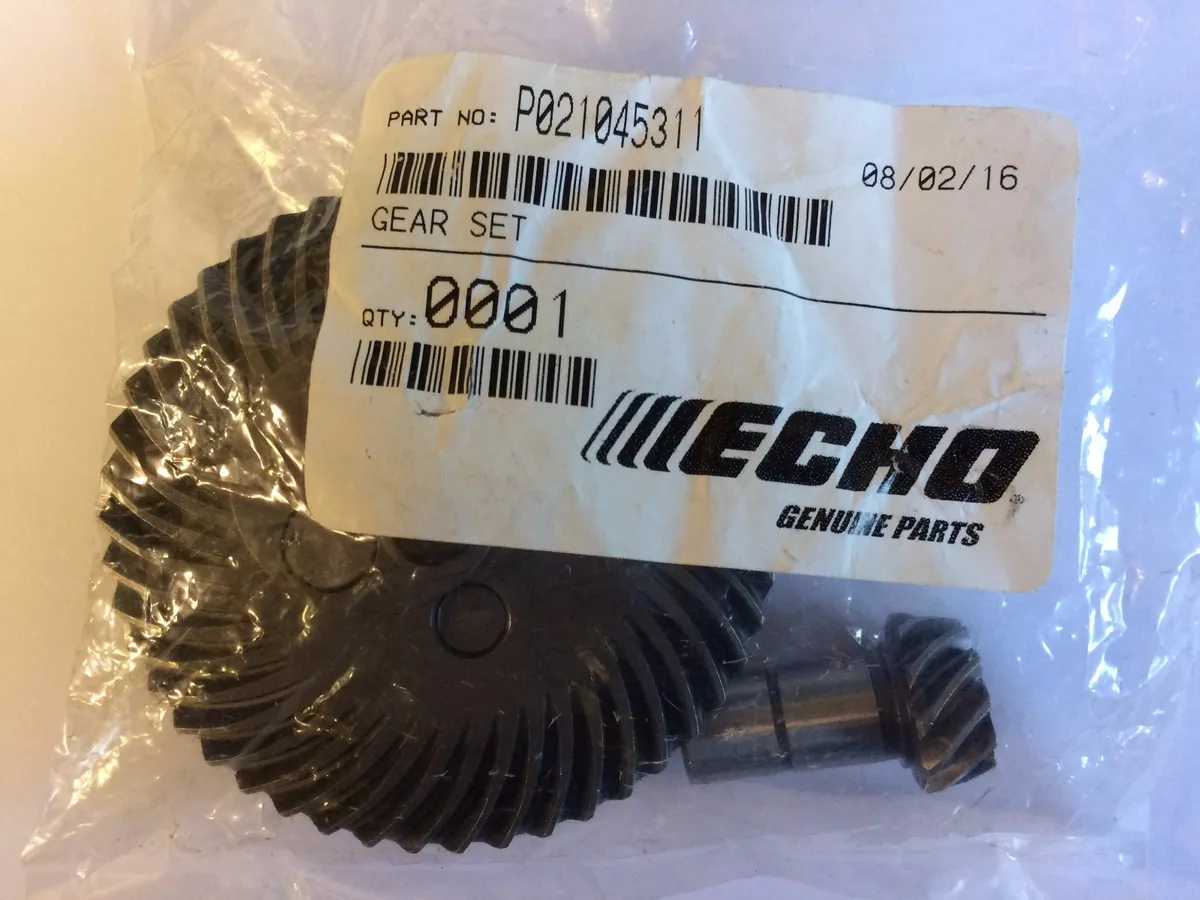 PART NO: P021045311
08/02/16
GEAR SET
QTY: 0001
ECHO®
GENUINE PARTS